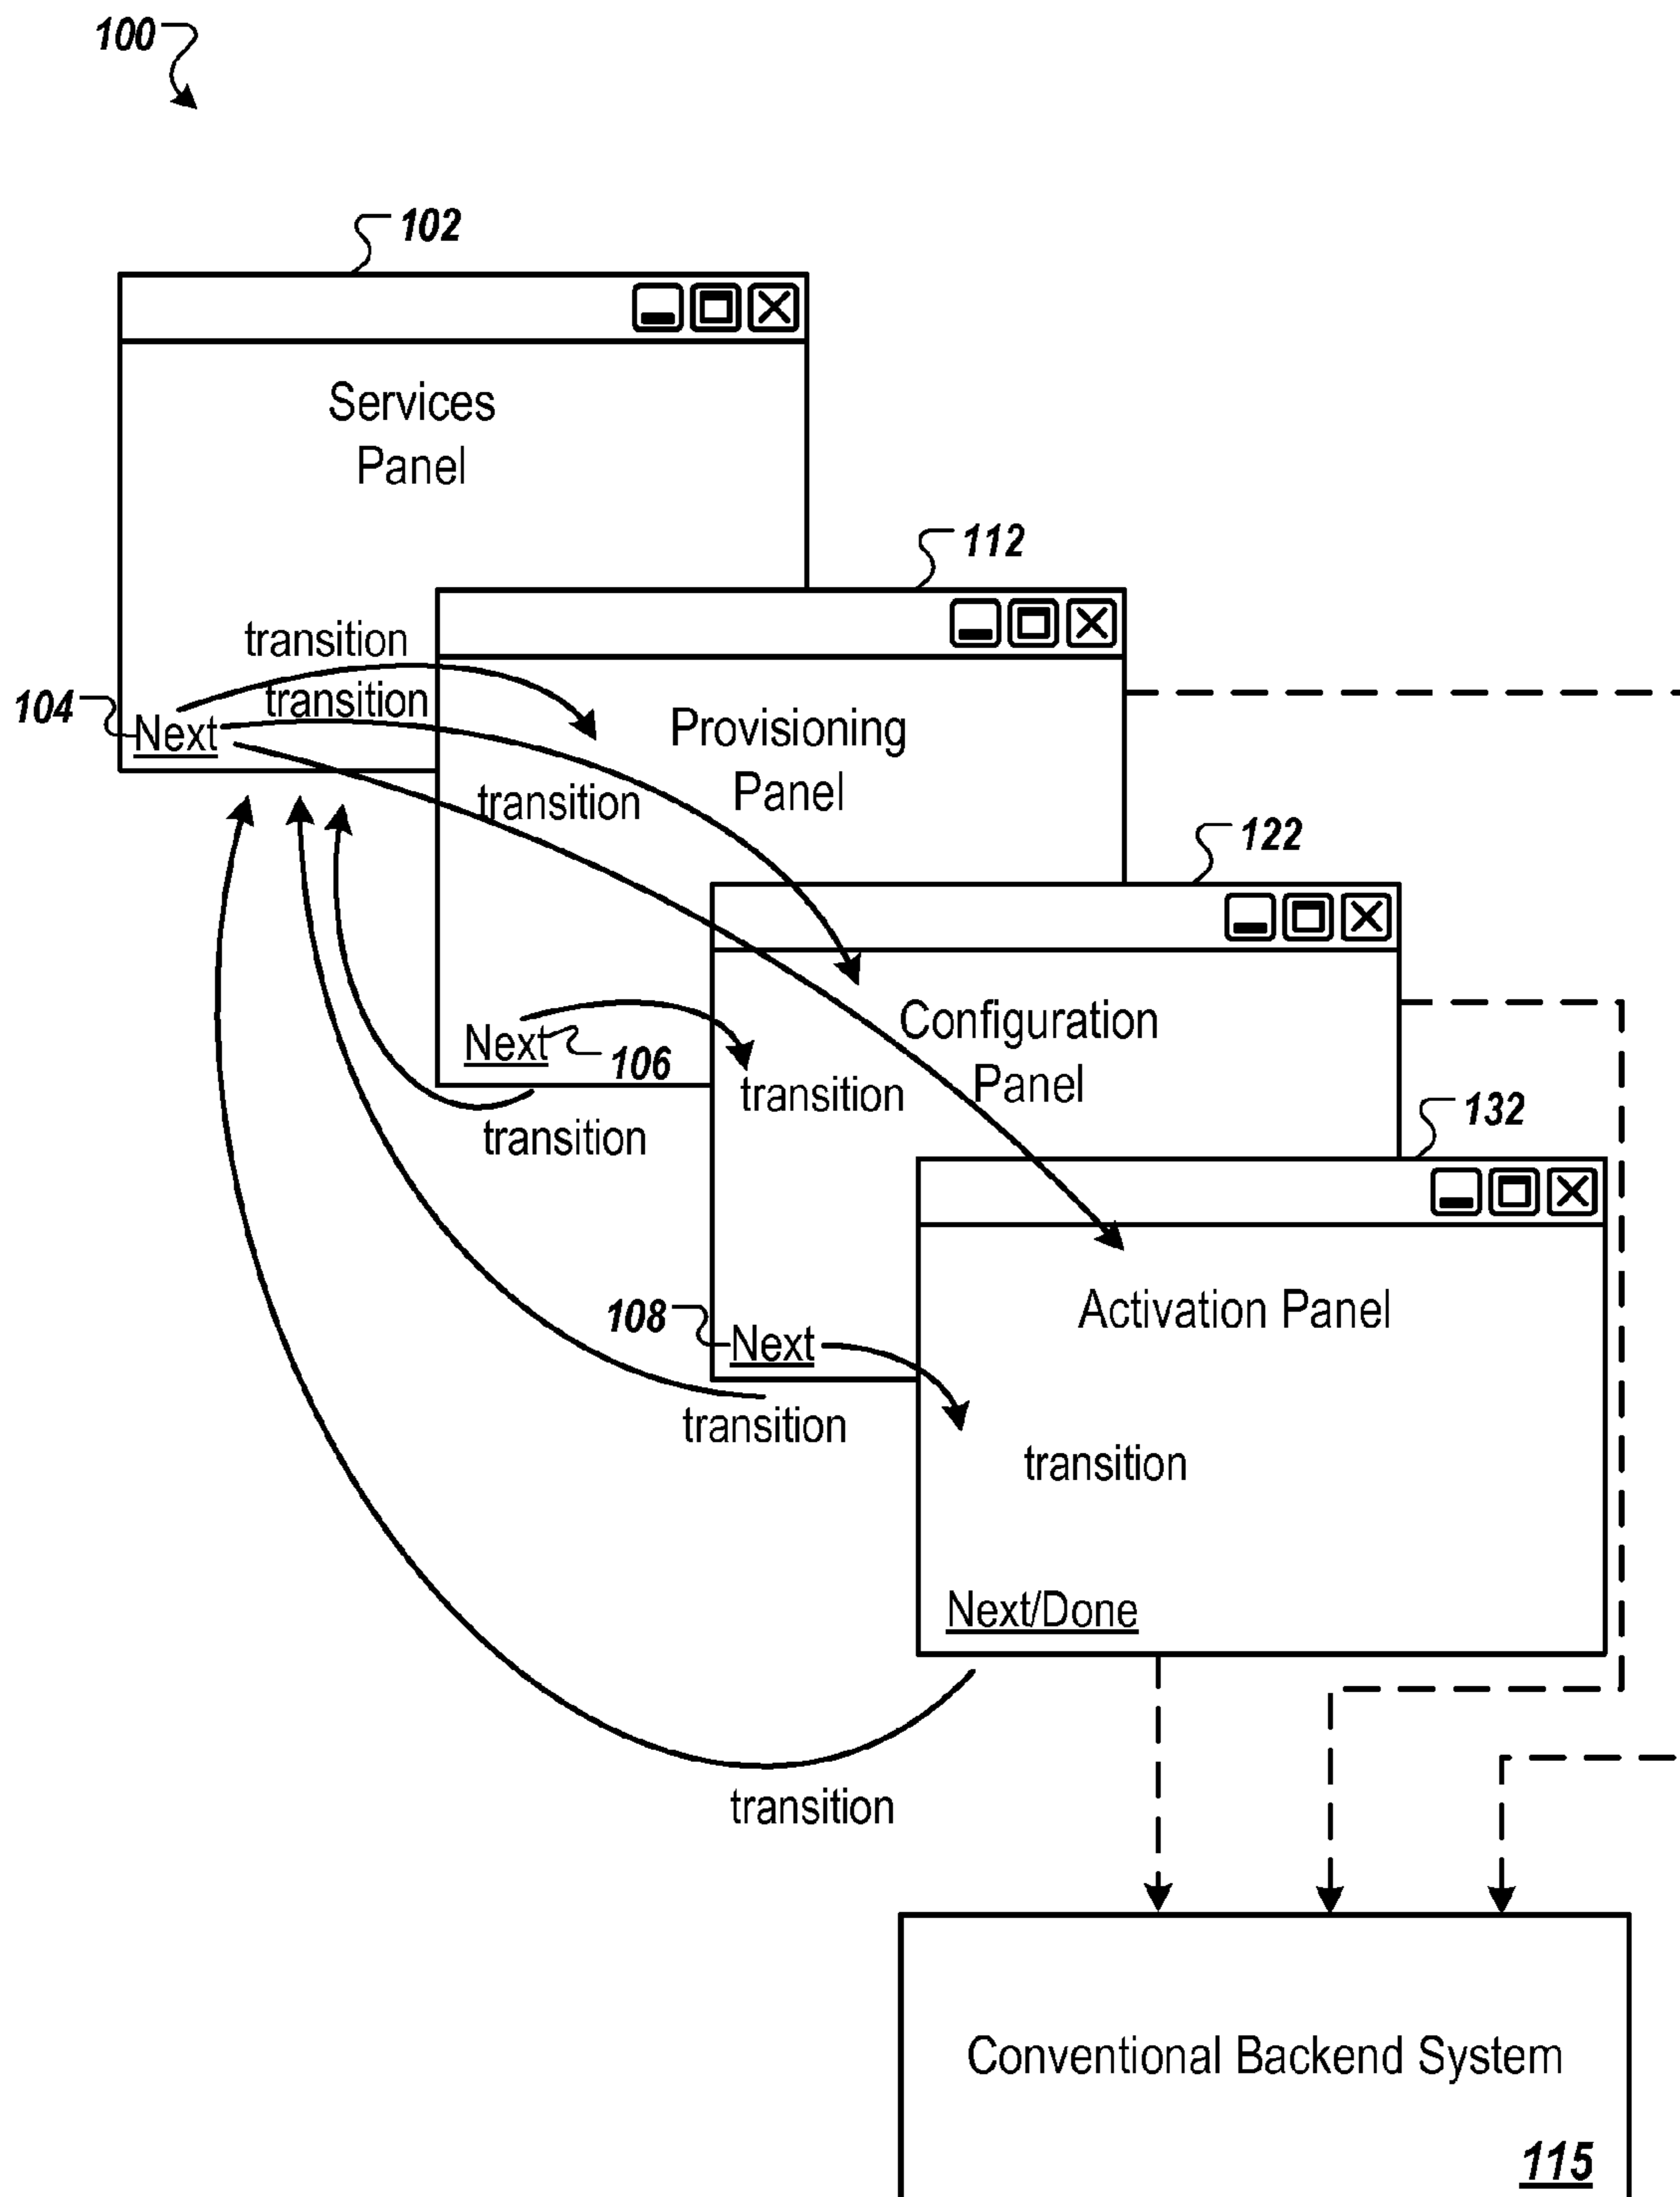 100
102
Services
Panel
112
transition
transition
104
Next
Provisioning
Panel
transition
122
Next
106
transition
transition
Configuration
Panel
132
108
Next
transition
Activation Panel
transition
Next/Done
transition
Conventional Backend System
115